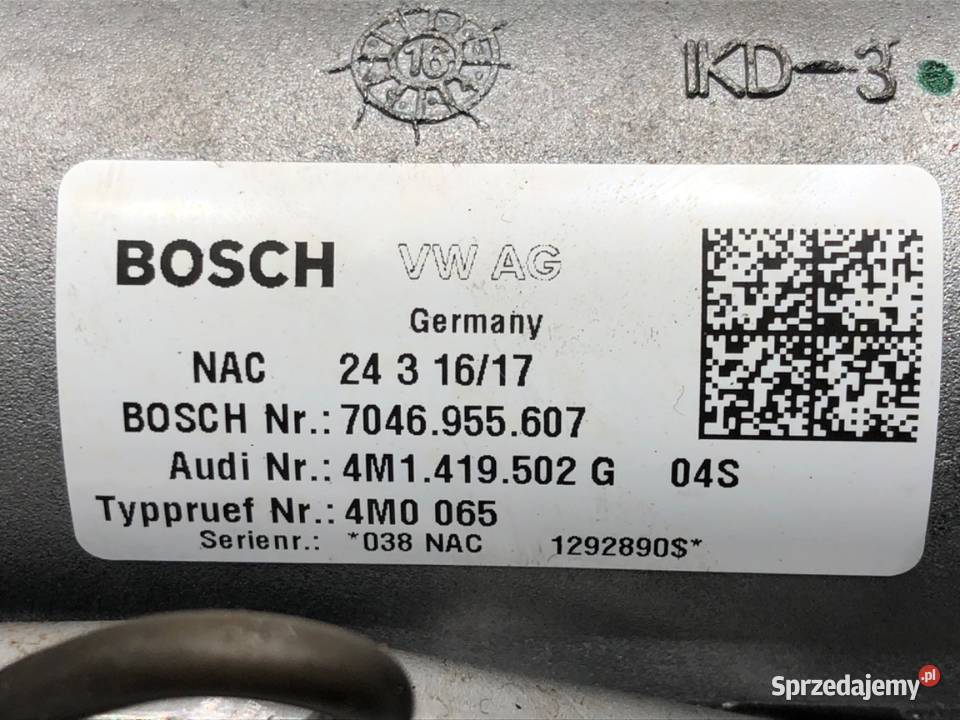 16
IKD-3
BOSCH VW AG
Germany
NAC 24 3 16/17
BOSCH Nr.: 7046.955.607
Audi Nr.: 4M1.419.502 G 04S
Typpruef Nr.: 4M0 065
Serienr.: *038 NAC 1292890$*
Sprzedajemy.pl